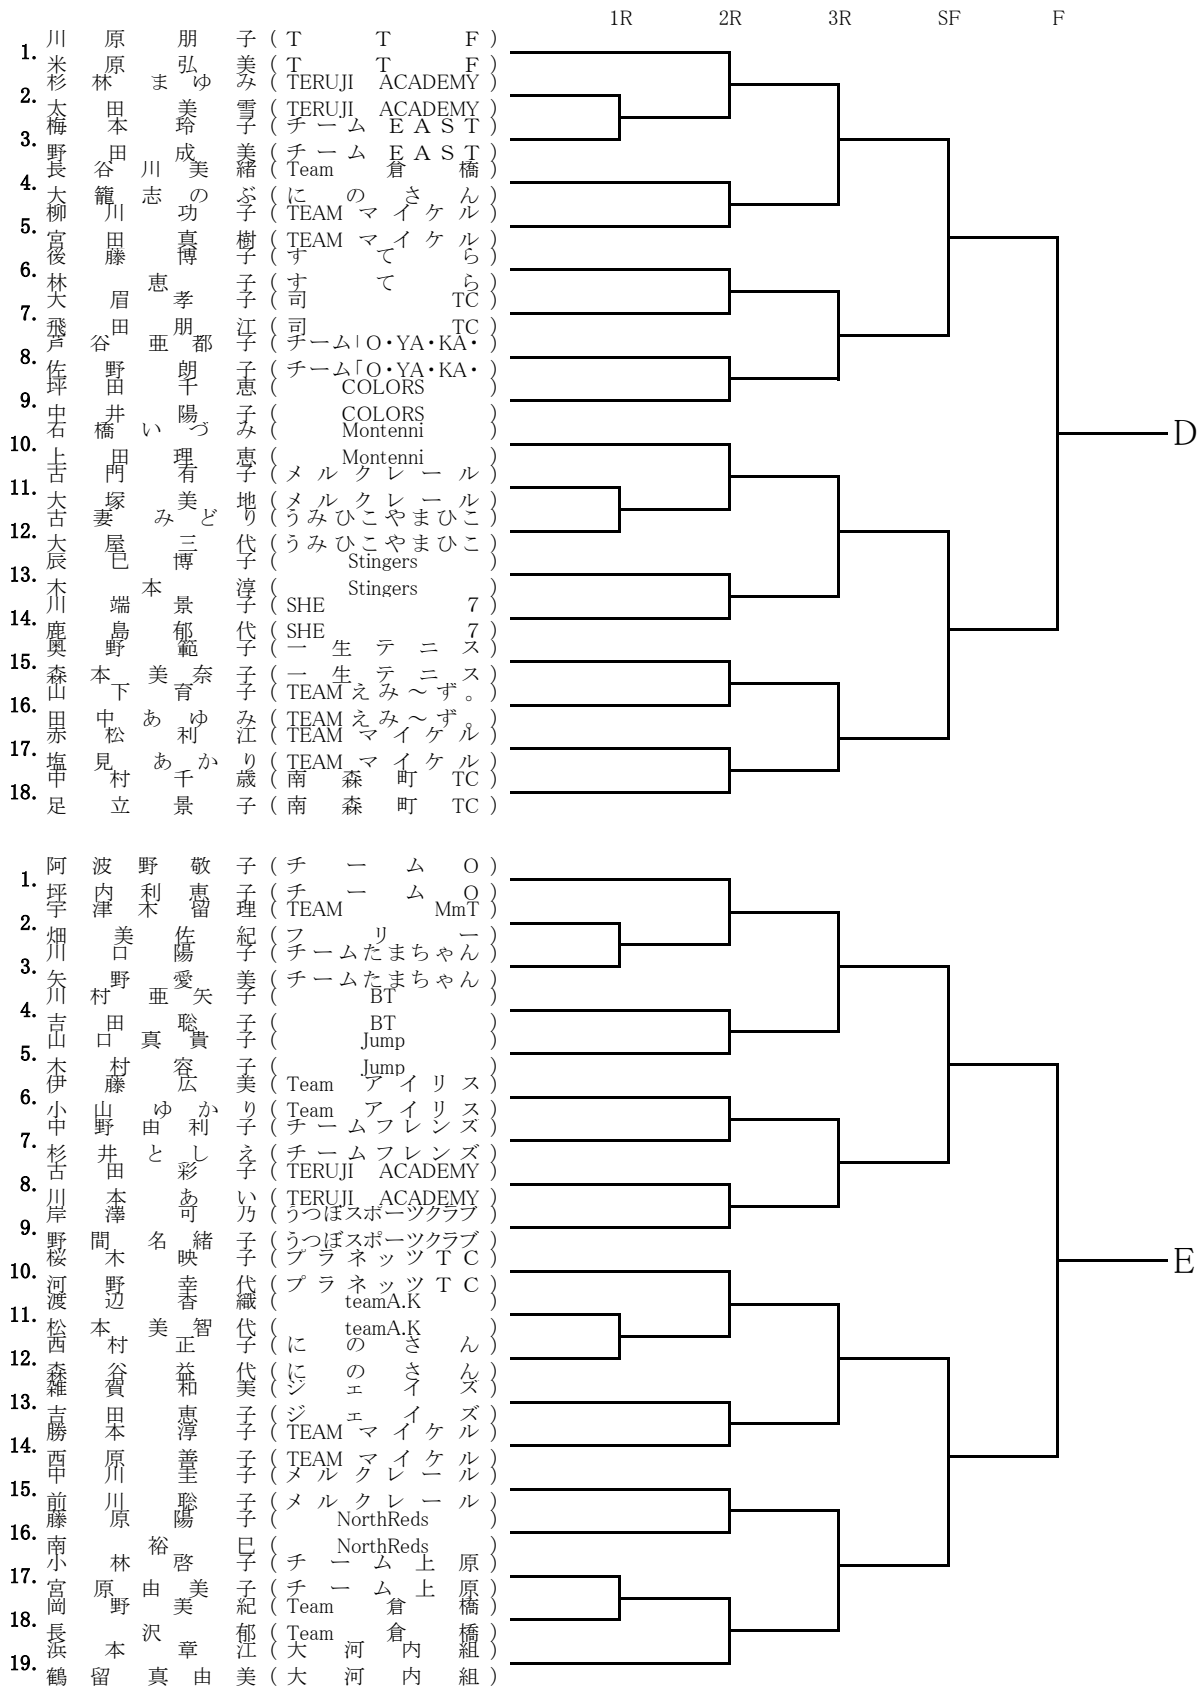 1R 2R 3R SF F
川原朋子(TTF)
1.
米原弘美(TTF)
杉林まゆみ(TERUJI ACADEMY)
2.
太田美雪(TERUJI ACADEMY)
梅本玲子(チームEAST)
3.
野田成美(チームEAST)
長谷川美緒(Team倉橋)
4.
大籠志のぶ(にのさん)
柳川功子(TEAMマイケル)
5.
宮田真樹(TEAMマイケル)
後藤博子(すてら)
6.
林恵子(すてら)
大眉孝子(司TC)
7.
飛田朋江(司TC)
芦谷亜都子(チーム「O・YA・KA・
8.
佐野朗子(チーム「O・YA・KA・
坪田千恵(COLORS)
9.
中井陽子(COLORS)
石橋いづみ(Montenni)
10.
上田理恵(Montenni)
古門有子(メルクレール)
11.
大塚美地(メルクレール)
古妻みどり(うみひこやまひこ)
12.
大屋三代(うみひこやまひこ)
辰巳博子(Stingers)
13.
木本淳(Stingers)
川端景子(SHE7)
14.
鹿島郁代(SHE7)
奥野範子(一生テニス)
15.
森本美奈子(一生テニス)
山下育子(TEAMえみ～ず。)
16.
田中あゆみ(TEAMえみ～ず。)
赤松利江(TEAMマイケル)
17.
塩見あかり(TEAMマイケル)
中村千歳(南森町TC)
18.
足立景子(南森町TC)
D
阿波野敬子(チームO)
1.
坪内利恵子(チームO)
宇津木留理(TEAM MmT)
2.
畑美佐紀(フリー)
川口陽子(チームたまちゃん)
3.
矢野愛美(チームたまちゃん)
川村亜矢子(BT)
4.
吉田聡子(BT)
山口真貴子(Jump)
5.
木村容子(Jump)
伊藤広美(Teamアイリス)
6.
小山ゆかり(Teamアイリス)
中野由利子(チームフレンズ)
7.
杉井としえ(チームフレンズ)
古田彩子(TERUJI ACADEMY)
8.
川本あい(TERUJI ACADEMY)
岸澤可乃(うつぼスポーツクラブ)
9.
野間名緒子(うつぼスポーツクラブ)
桜木映子(プラネッツTC)
10.
河野幸代(プラネッツTC)
渡辺香織(teamA.K)
11.
松本美智代(teamA.K)
西村正子(にのさん)
12.
森谷益代(にのさん)
雑賀和美(ジェイズ)
13.
吉田恵子(ジェイズ)
勝本淳子(TEAMマイケル)
14.
西原善子(TEAMマイケル)
中川圭子(メルクレール)
15.
前川聡子(メルクレール)
藤原陽子(NorthReds)
16.
南裕巳(NorthReds)
小林啓子(チーム上原)
17.
宮原由美子(チーム上原)
岡野美紀(Team倉橋)
18.
長沢郁(Team倉橋)
浜本章江(大河内組)
19.
鶴留真由美(大河内組)
E